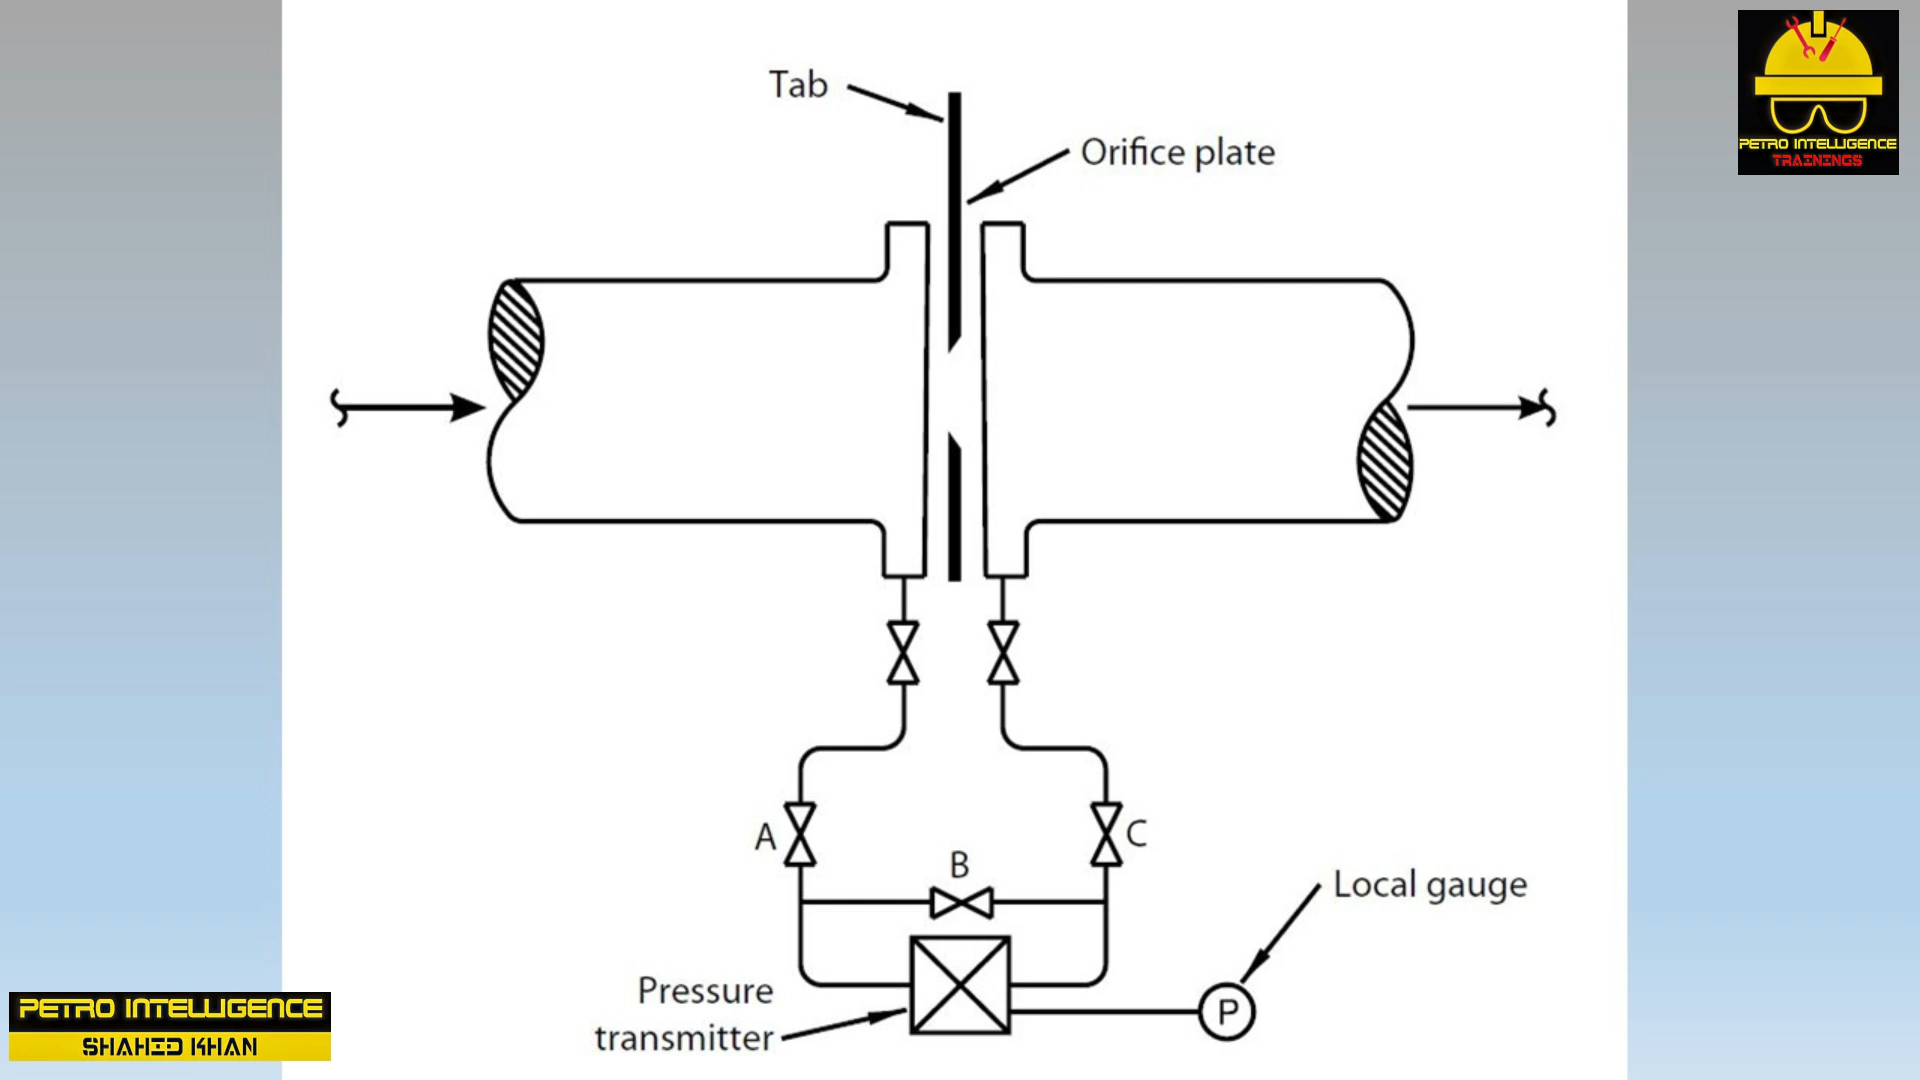 Tab
Orifice plate
PETRO INTELLIGENCE
TRAININGS
A
B
C
Local gauge
Pressure
transmitter
P
PETRO INTELLIGENCE
SHAHID KHAN